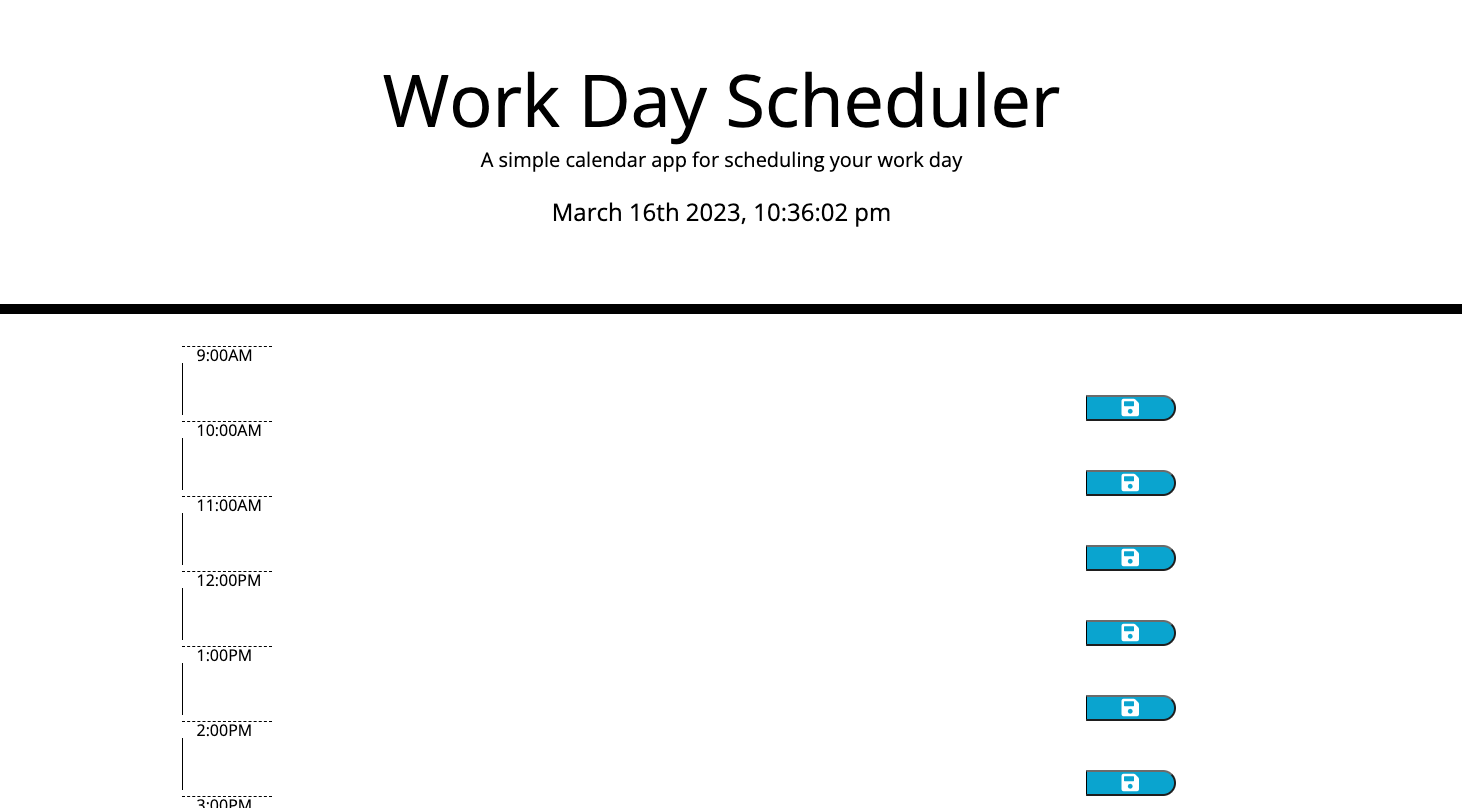 Work Day Scheduler
A simple calendar app for scheduling your work day
March 16th 2023, 10:36:02 pm
9:00AM
10:00AM
11:00AM
12:00PM
1:00PM
2:00PM
3:00PM